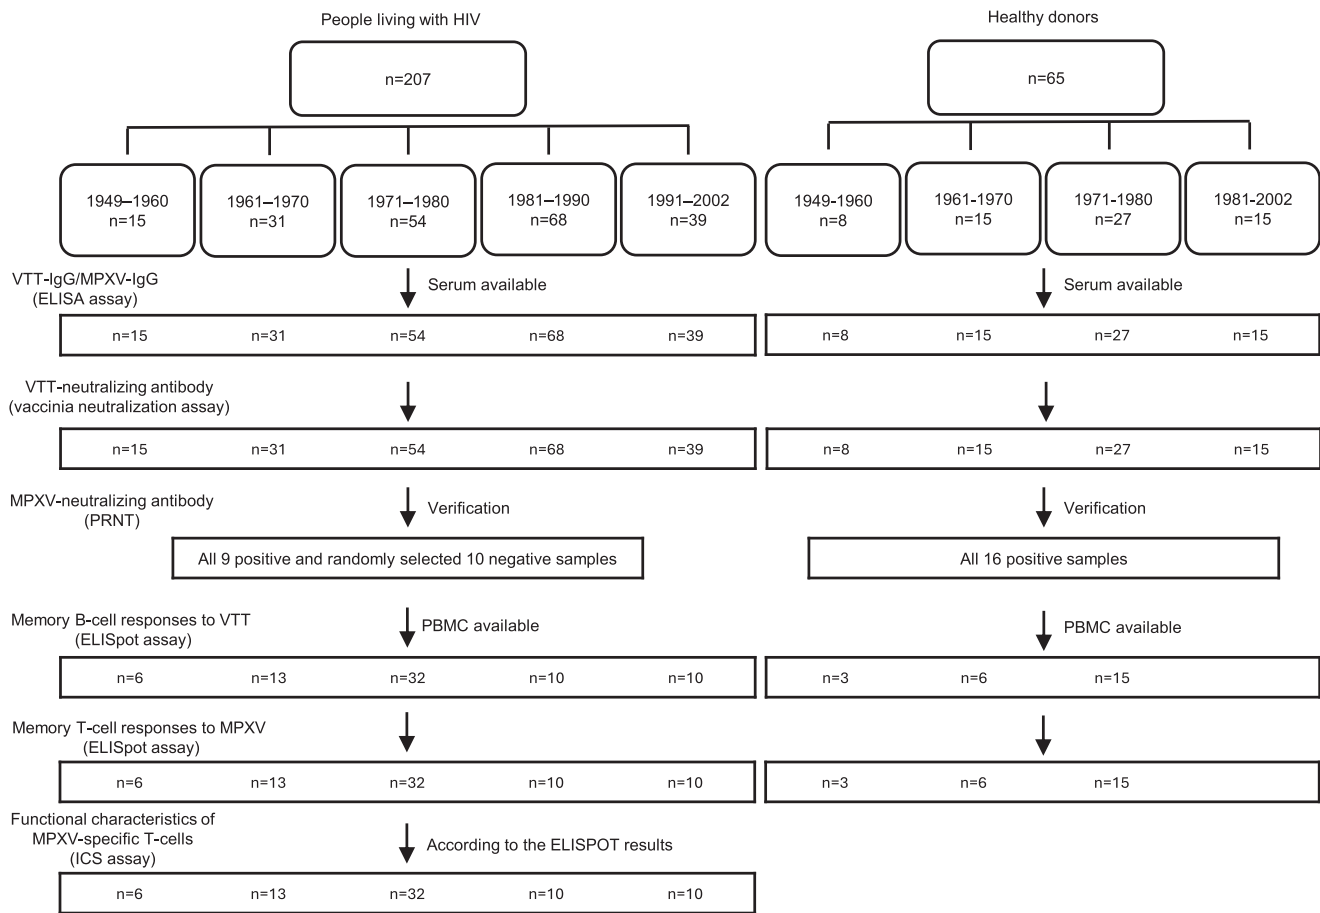 People living with HIV
Healthy donors
n=207
n=65
1949–1960
n=15
1961–1970
n=31
1971–1980
n=54
1981–1990
n=68
1991–2002
n=39
1949-1960
n=8
1961-1970
n=15
1971-1980
n=27
1981-2002
n=15
VTT-IgG/MPXV-IgG
(ELISA assay)
Serum available
Serum available
n=15 n=31 n=54 n=68 n=39
n=8 n=15 n=27 n=15
VTT-neutralizing antibody
(vaccinia neutralization assay)
n=15 n=31 n=54 n=68 n=39
n=8 n=15 n=27 n=15
MPXV-neutralizing antibody
(PRNT)
Verification
Verification
All 9 positive and randomly selected 10 negative samples
All 16 positive samples
Memory B-cell responses to VTT
(ELISpot assay)
PBMC available
PBMC available
n=6 n=13 n=32 n=10 n=10
n=3 n=6 n=15
Memory T-cell responses to MPXV
(ELISpot assay)
n=6 n=13 n=32 n=10 n=10
n=3 n=6 n=15
Functional characteristics of
MPXV-specific T-cells
(ICS assay)
According to the ELISPOT results
n=6 n=13 n=32 n=10 n=10